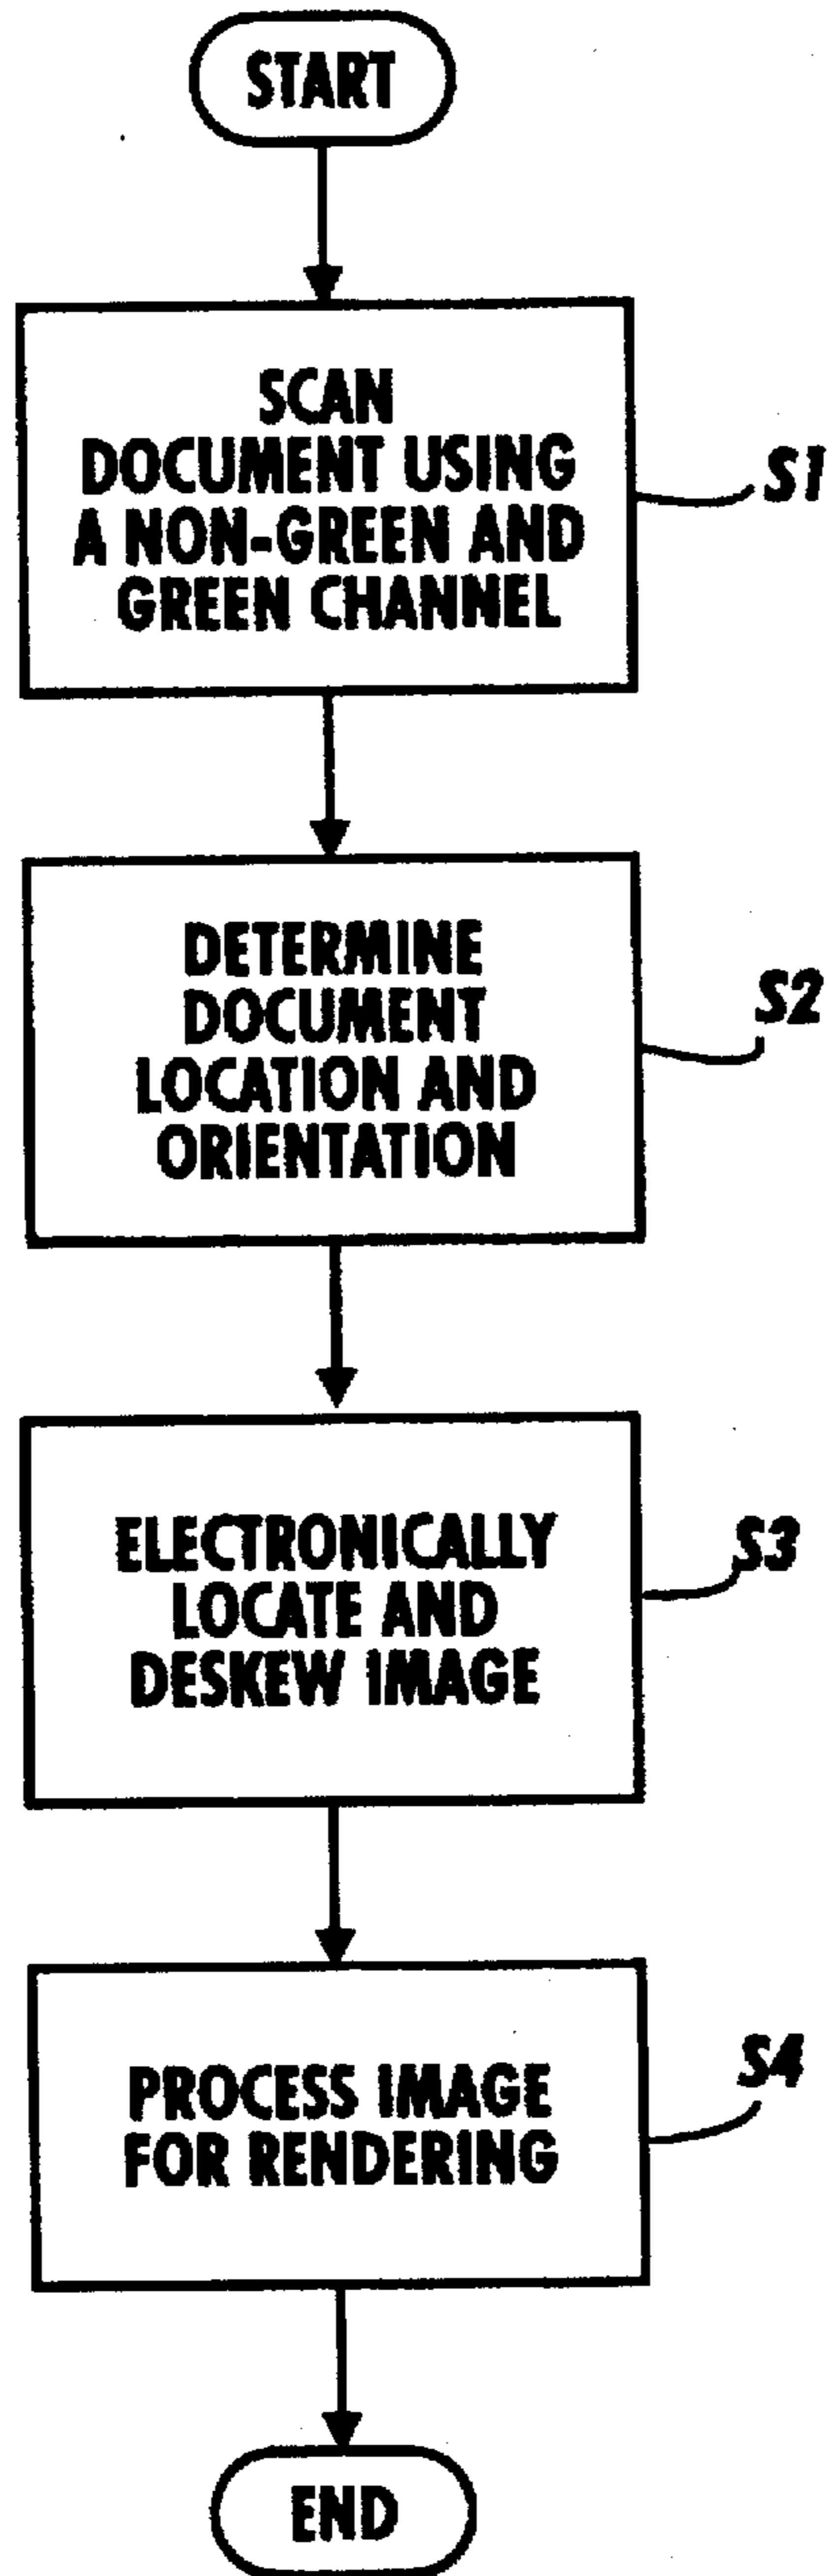 START
SCAN
DOCUMENT USING
A NON-GREEN AND
GREEN CHANNEL
S1
DETERMINE
DOCUMENT
LOCATION AND
ORIENTATION
S2
ELECTRONICALLY
LOCATE AND
DESKEW IMAGE
S3
PROCESS IMAGE
FOR RENDERING
S4
END